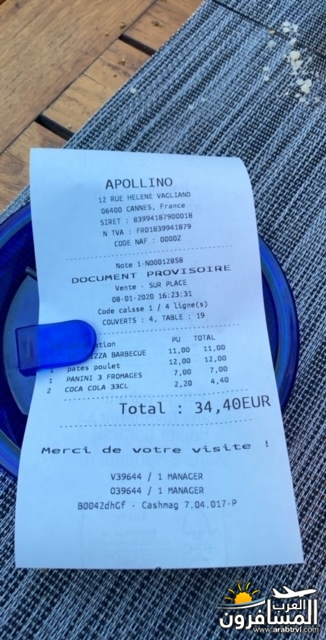 APOLLINO
12 RUE HELENE VAGLIANO
06400 CANNES, France
SIRET : 83994187900018
N TVA : FR01839941879
CODE NAF : 0000Z
Note 1-N00012858
DOCUMENT PROVISOIRE
Vente - SUR PLACE
08-01-2020 16:23:31
Code caisse 1 / 4 ligne(s)
COUVERTS : 4, TABLE : 19
PU TOTAL
BARBECUE 11,00 11,00
pates poulet 12,00 12,00
1 PANINI 3 FROMAGES 7,00 7,00
2 COCA COLA 33CL 2,20 4,40
Total : 34,40EUR
Merci de votre visite !
V39644 / 1 MANAGER
O39644 / 1 MANAGER
B0042dhGf - Cashmag 7.04.017-P
العرب
المسافرون
www.arabtrvl.com